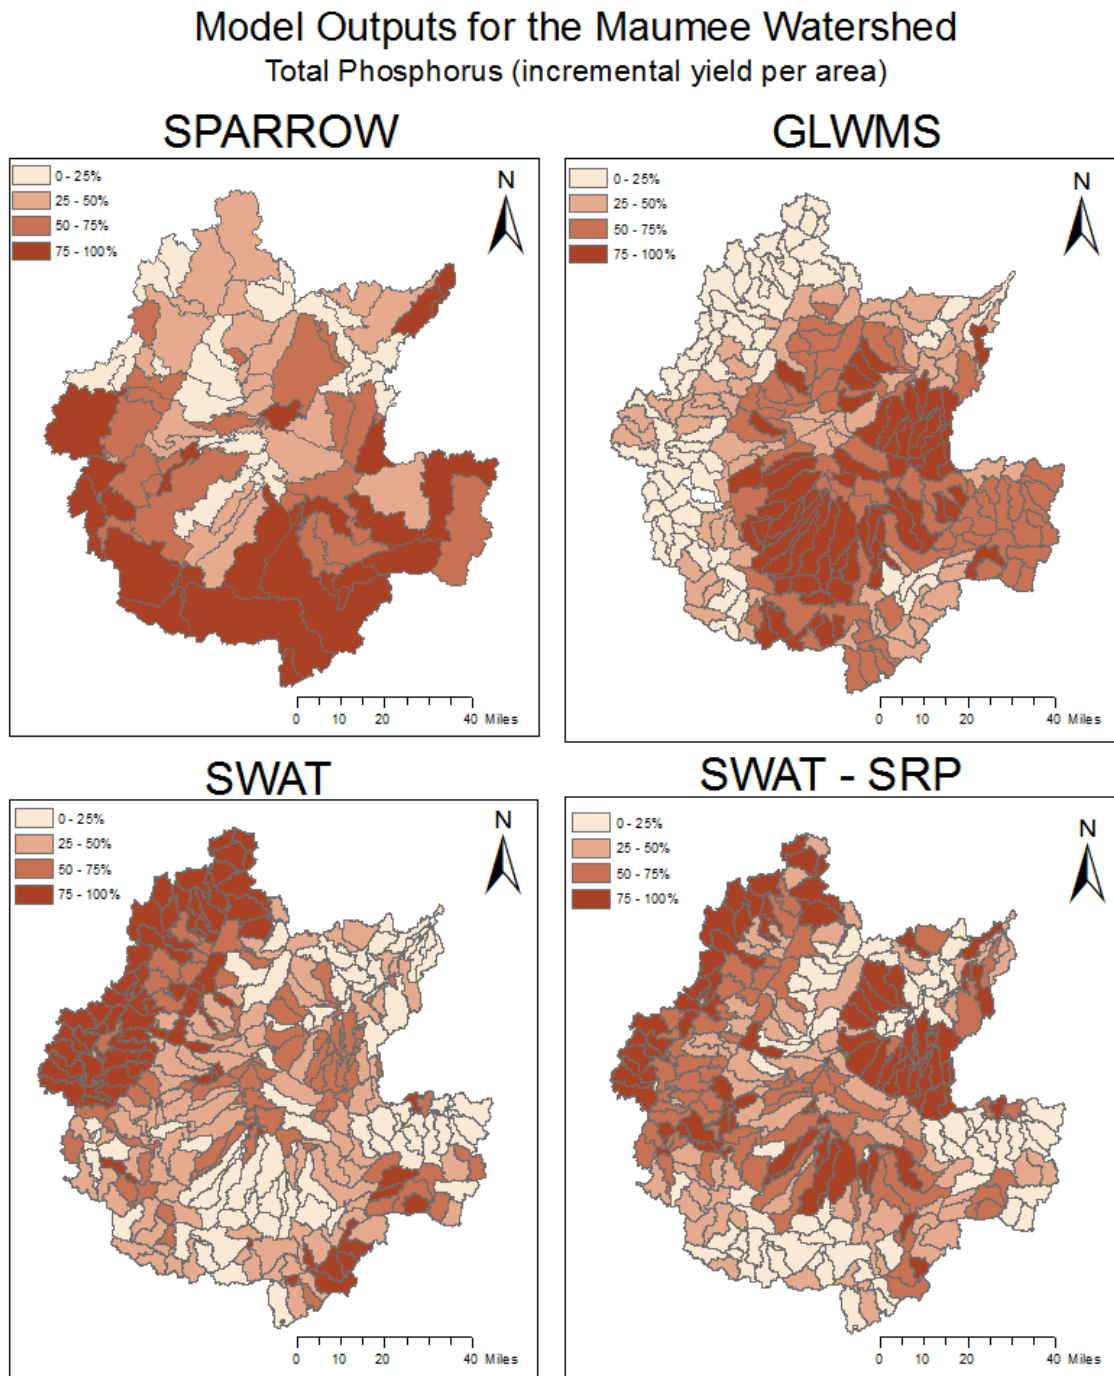 Model Outputs for the Maumee Watershed
Total Phosphorus (incremental yield per area)
SPARROW
0 - 25%
25 - 50%
50 - 75%
75 - 100%
N
0 10 20 40 Miles
GLWMS
0 - 25%
25 - 50%
50 - 75%
75 - 100%
N
0 10 20 40 Miles
SWAT
0 - 25%
25 - 50%
50 - 75%
75 - 100%
N
0 10 20 40 Miles
SWAT - SRP
0 - 25%
25 - 50%
50 - 75%
75 - 100%
N
0 10 20 40 Miles